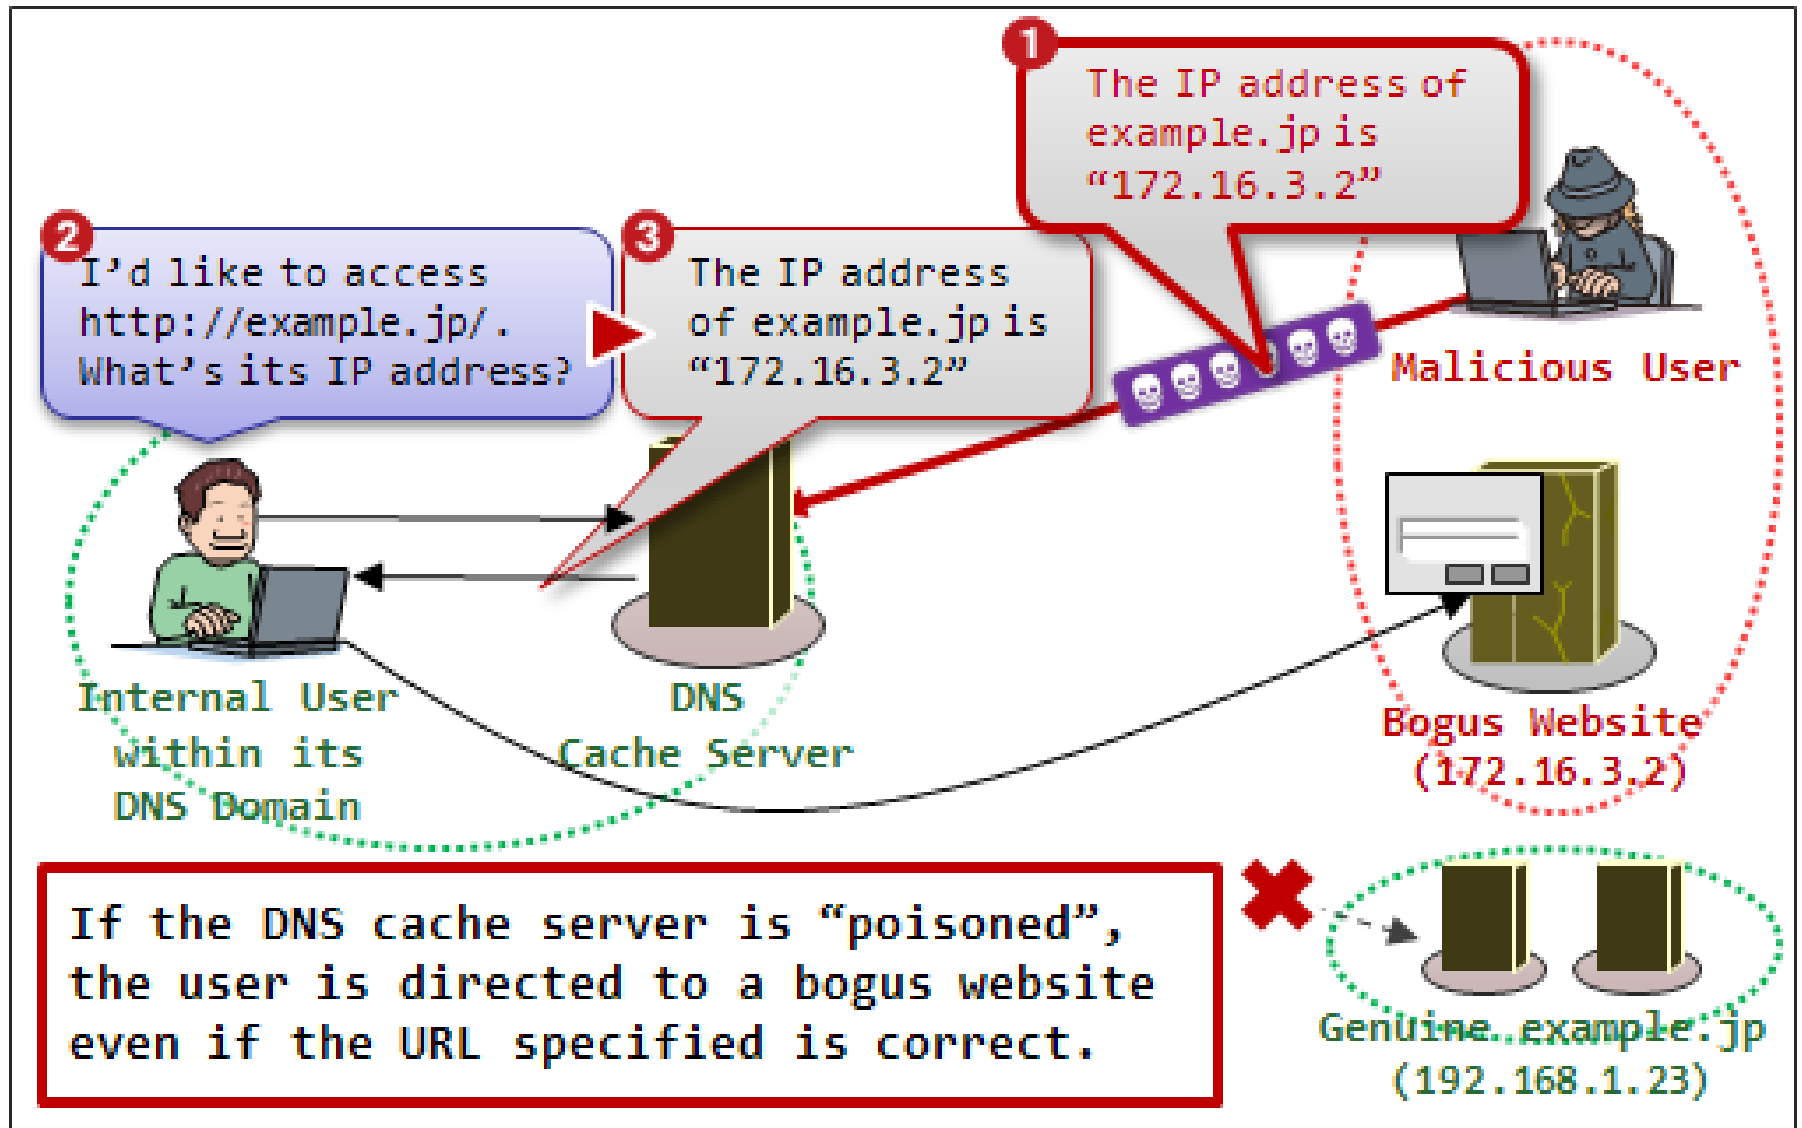 1
The IP address of
example.jp is
“172.16.3.2”
2
I’d like to access
http://example.jp/.
What’s its IP address?
3
The IP address
of example.jp is
“172.16.3.2”
Malicious User
Internal User
within its
DNS Domain
DNS
Cache Server
Bogus Website
(172.16.3.2)
If the DNS cache server is “poisoned”,
the user is directed to a bogus website
even if the URL specified is correct.
Genuine example.jp
(192.168.1.23)